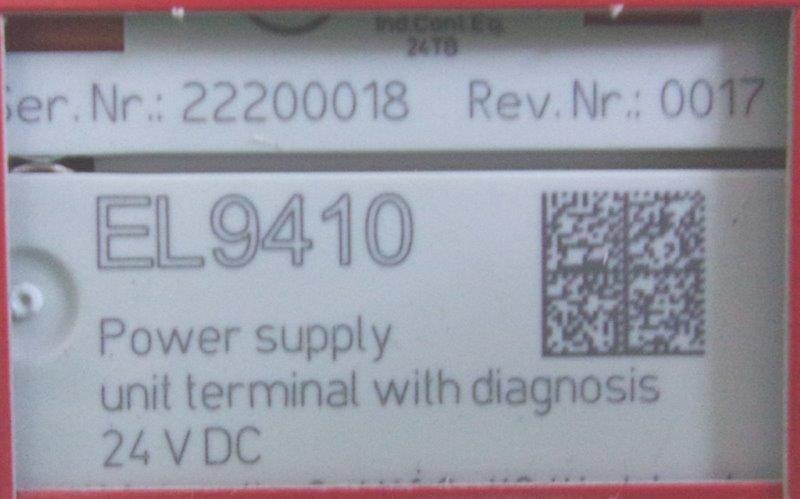 Ind.Cont.Eq.
24TB
Ser.Nr.: 22200018 Rev.Nr.: 0017
EL9410
Power supply
unit terminal with diagnosis
24 V DC